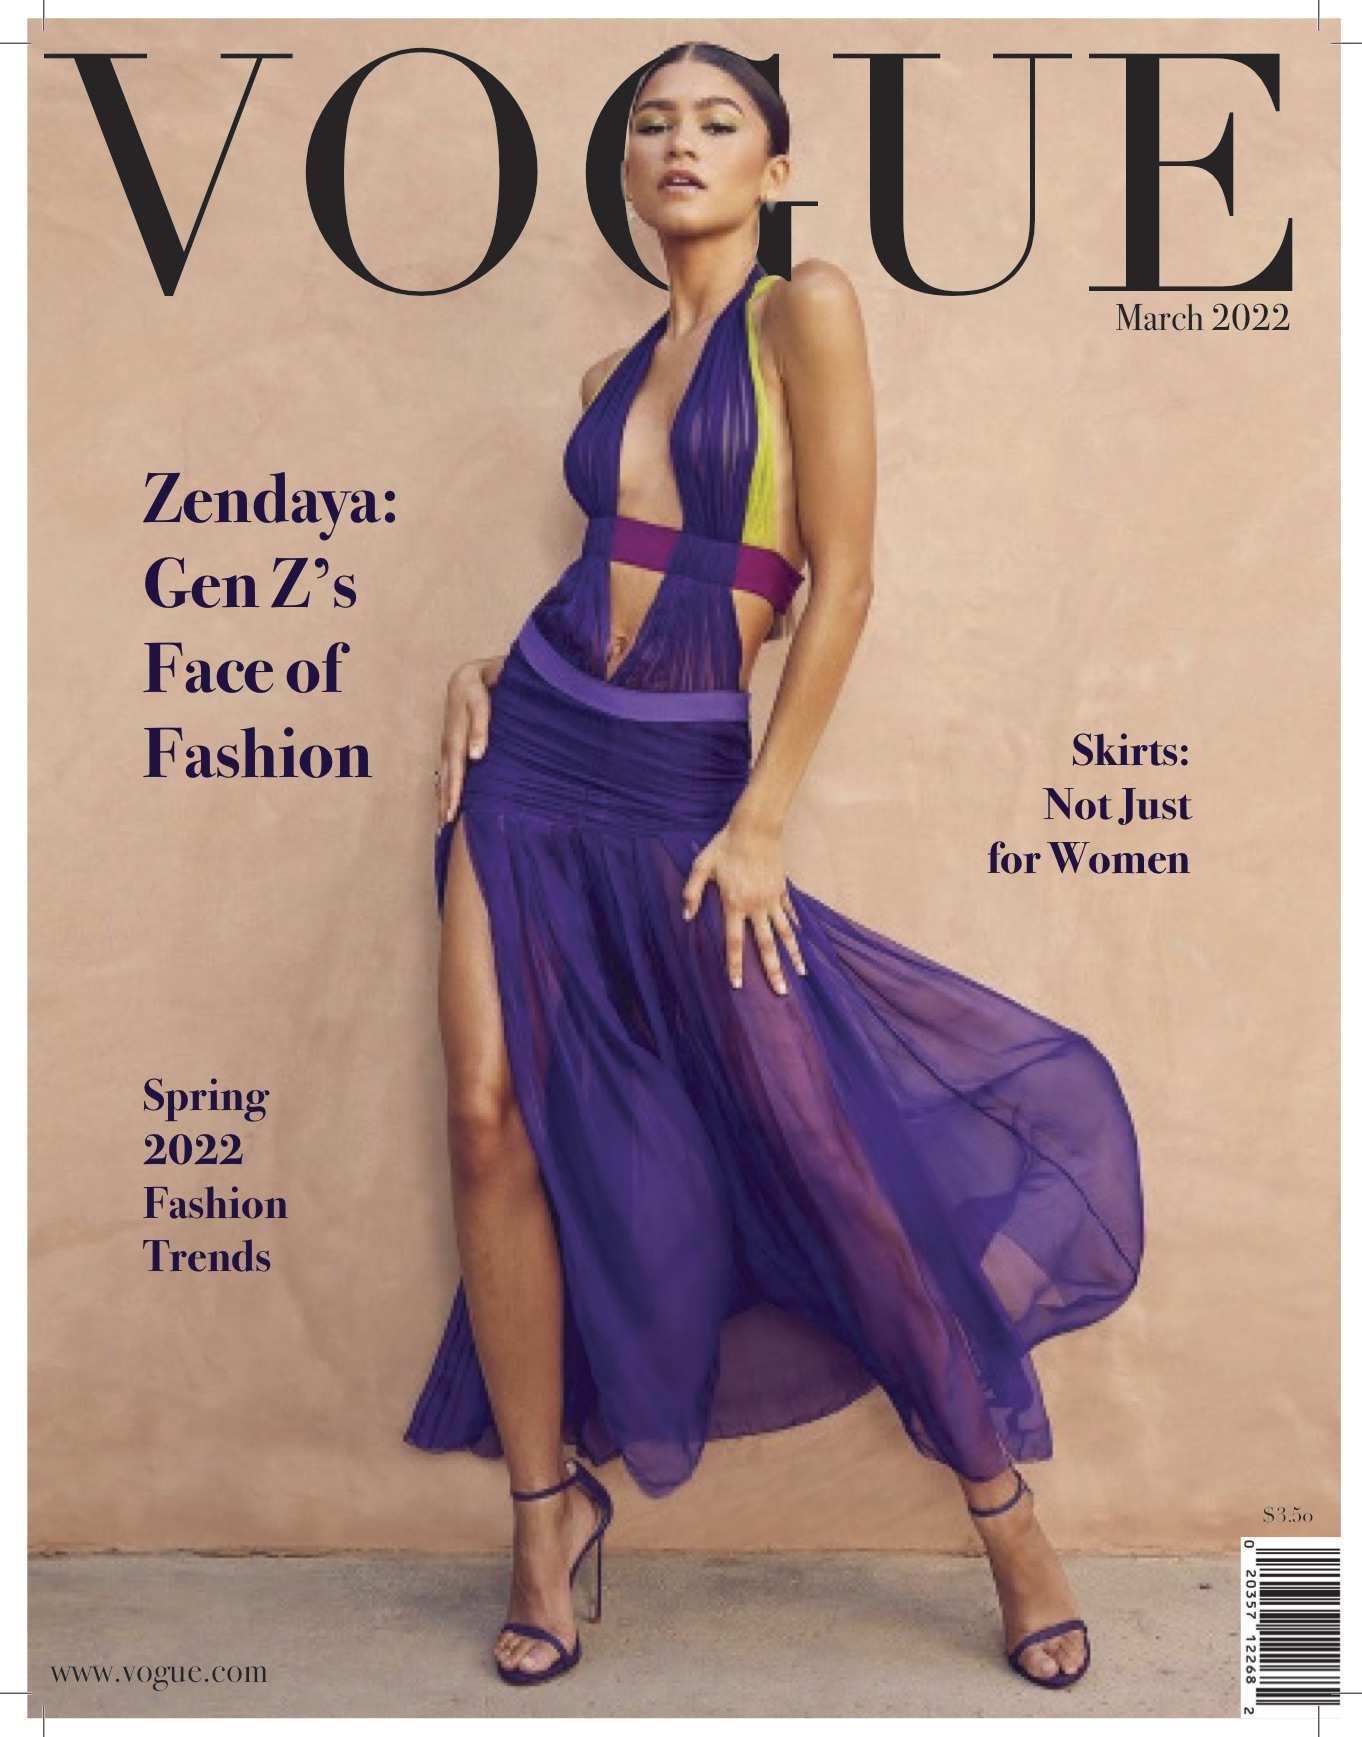 VOGUE
March 2022
Zendaya:
Gen Z’s
Face of
Fashion
Skirts:
Not Just
for Women
Spring
2022
Fashion
Trends
$3.50
0 20357 12268 2
www.vogue.com